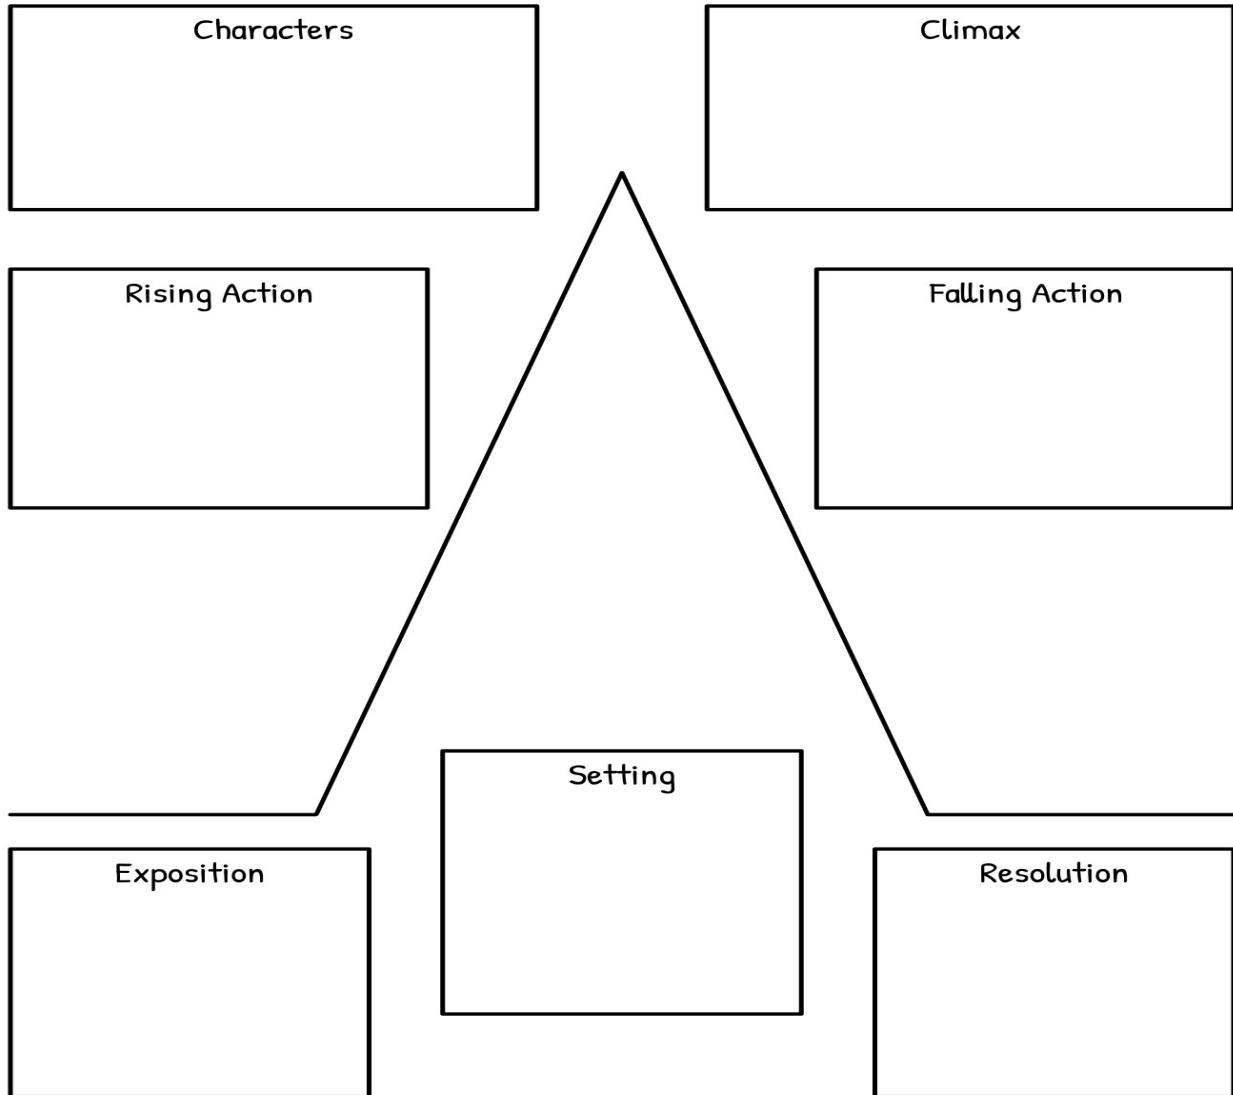 Characters
Climax
Rising Action
Falling Action
Setting
Exposition
Resolution